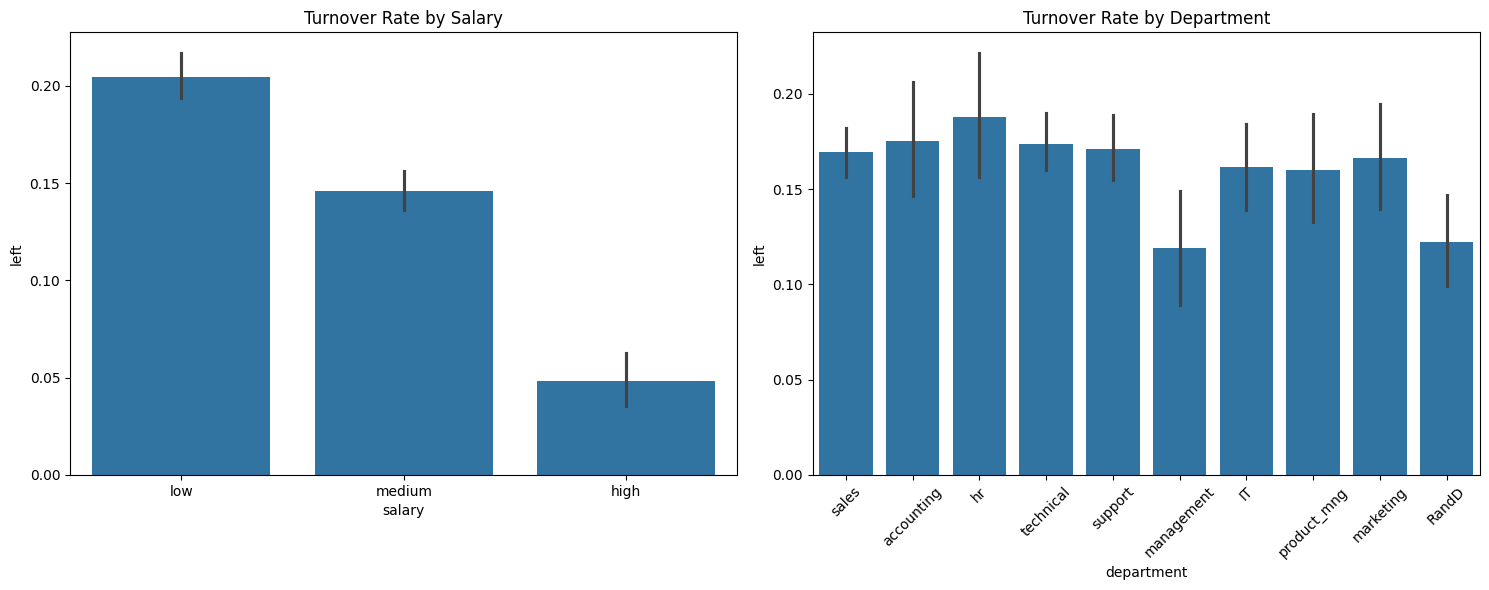 Turnover Rate by Salary
left
0.20
0.15
0.10
0.05
0.00
low medium high
salary
Turnover Rate by Department
left
0.20
0.15
0.10
0.05
0.00
sales
accounting
hr
technical
support
management
IT
product_mng
marketing
RandD
department